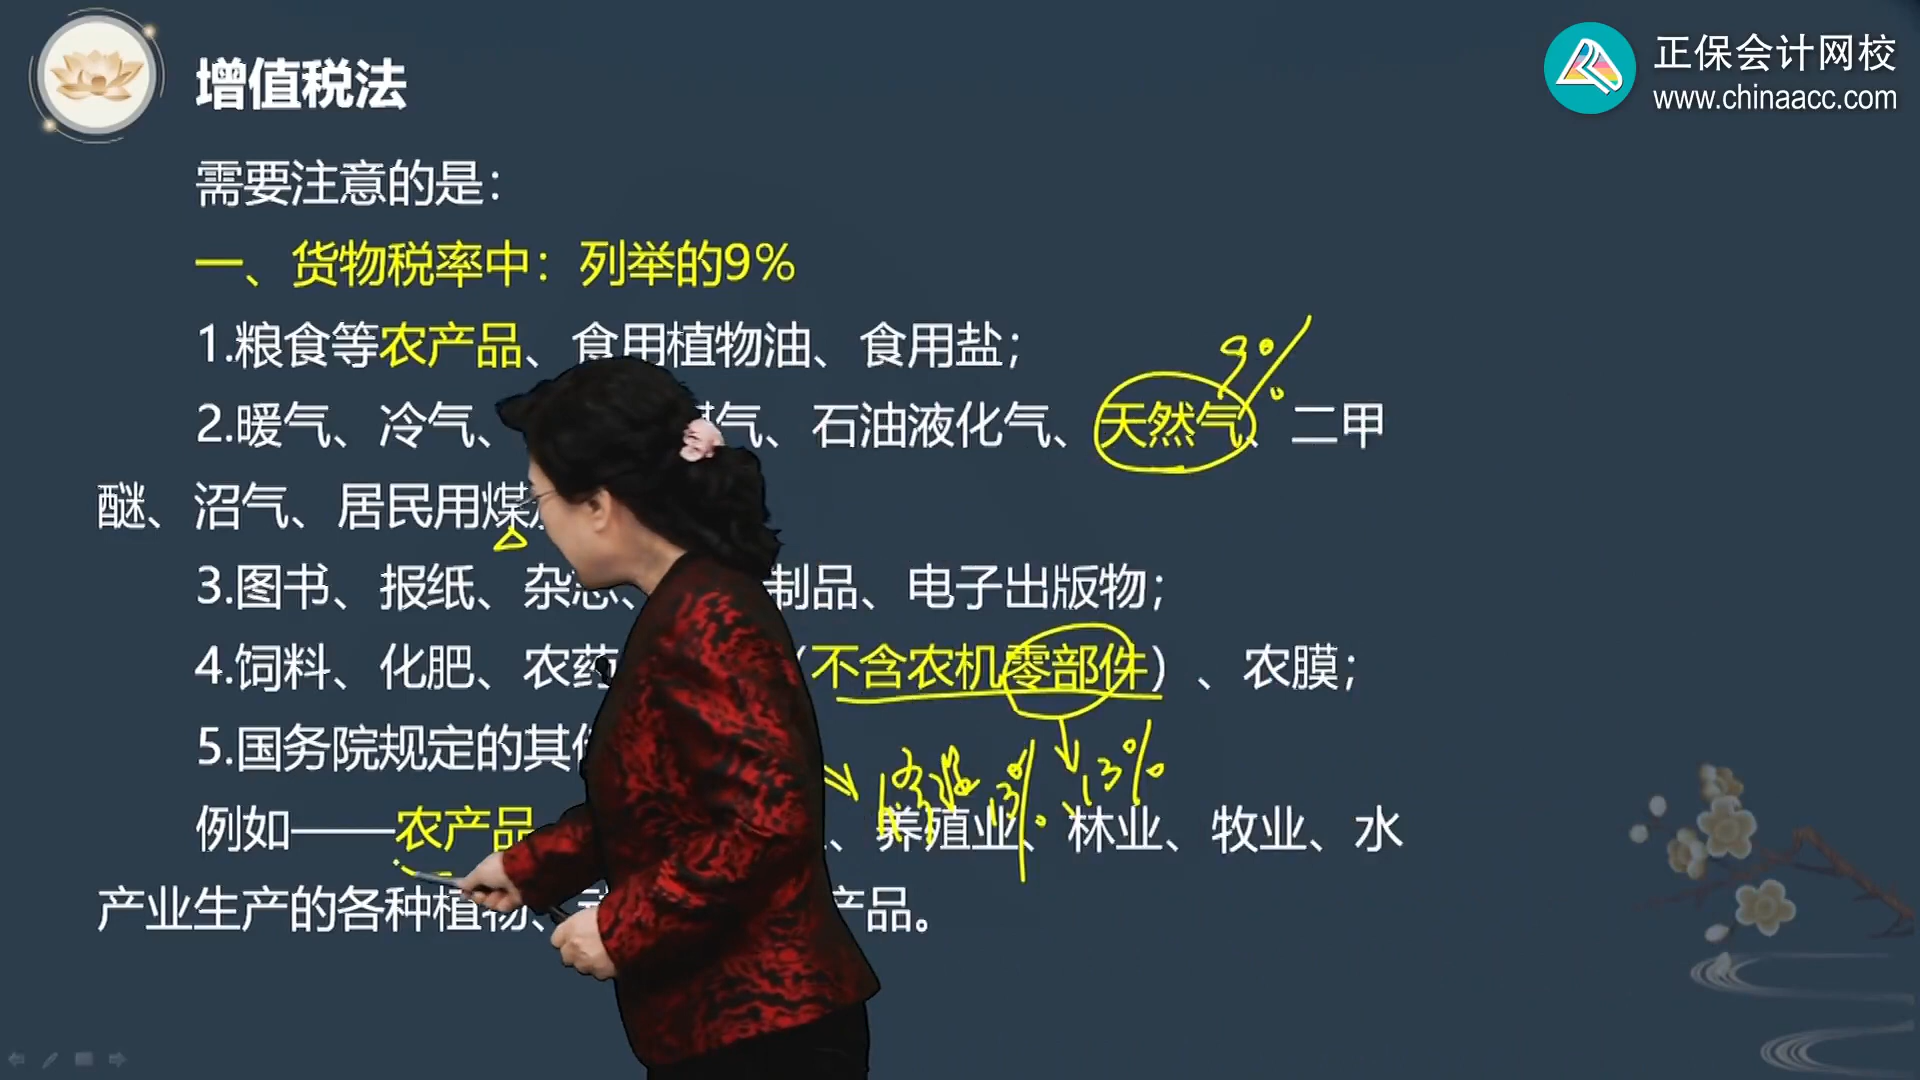 增值税法
正保会计网校
www.chinaacc.com
需要注意的是：
一、货物税率中：列举的9%
1.粮食等农产品、食用植物油、食用盐；
9%
2.暖气、冷气、 气、石油液化气、天然气、二甲
醚、沼气、居民用煤
3.图书、报纸、杂志、 制品、电子出版物；
4.饲料、化肥、农药 （不含农机零部件）、农膜；
5.国务院规定的其他
13% 13%
例如——农产品 、养殖业、林业、牧业、水
产业生产的各种植物、 产品。